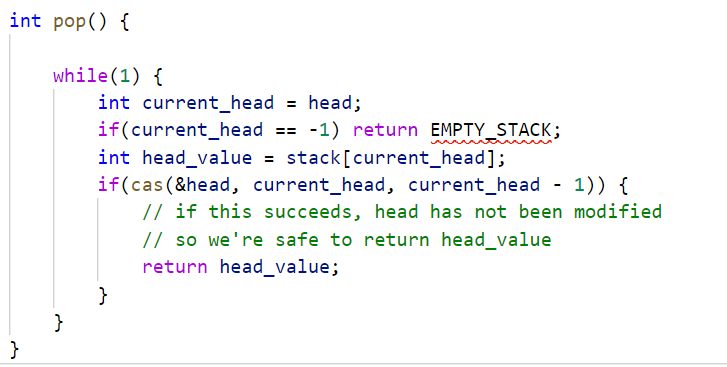 int pop() {
while(1) {
int current_head = head;
if(current_head == -1) return EMPTY_STACK;
int head_value = stack[current_head];
if(cas(&head, current_head, current_head - 1)) {
// if this succeeds, head has not been modified
// so we're safe to return head_value
return head_value;
}
}
}